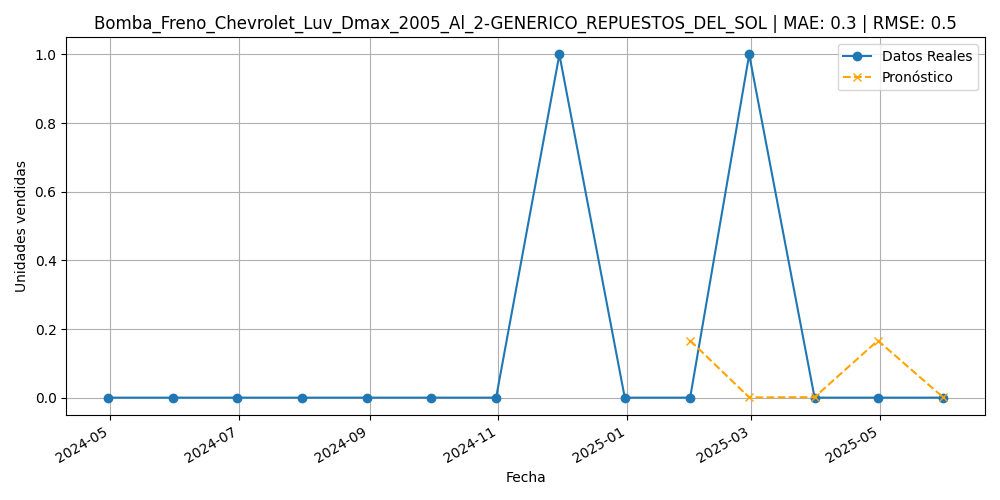 Bomba_Freno_Chevrolet_Luv_Dmax_2005_Al_2-GENERICO_REPUESTOS_DEL_SOL | MAE: 0.3 | RMSE: 0.5
Datos Reales
Pronóstico
Unidades vendidas
1.0
0.8
0.6
0.4
0.2
0.0
2024-05
2024-07
2024-09
2024-11
2025-01
2025-03
2025-05
Fecha